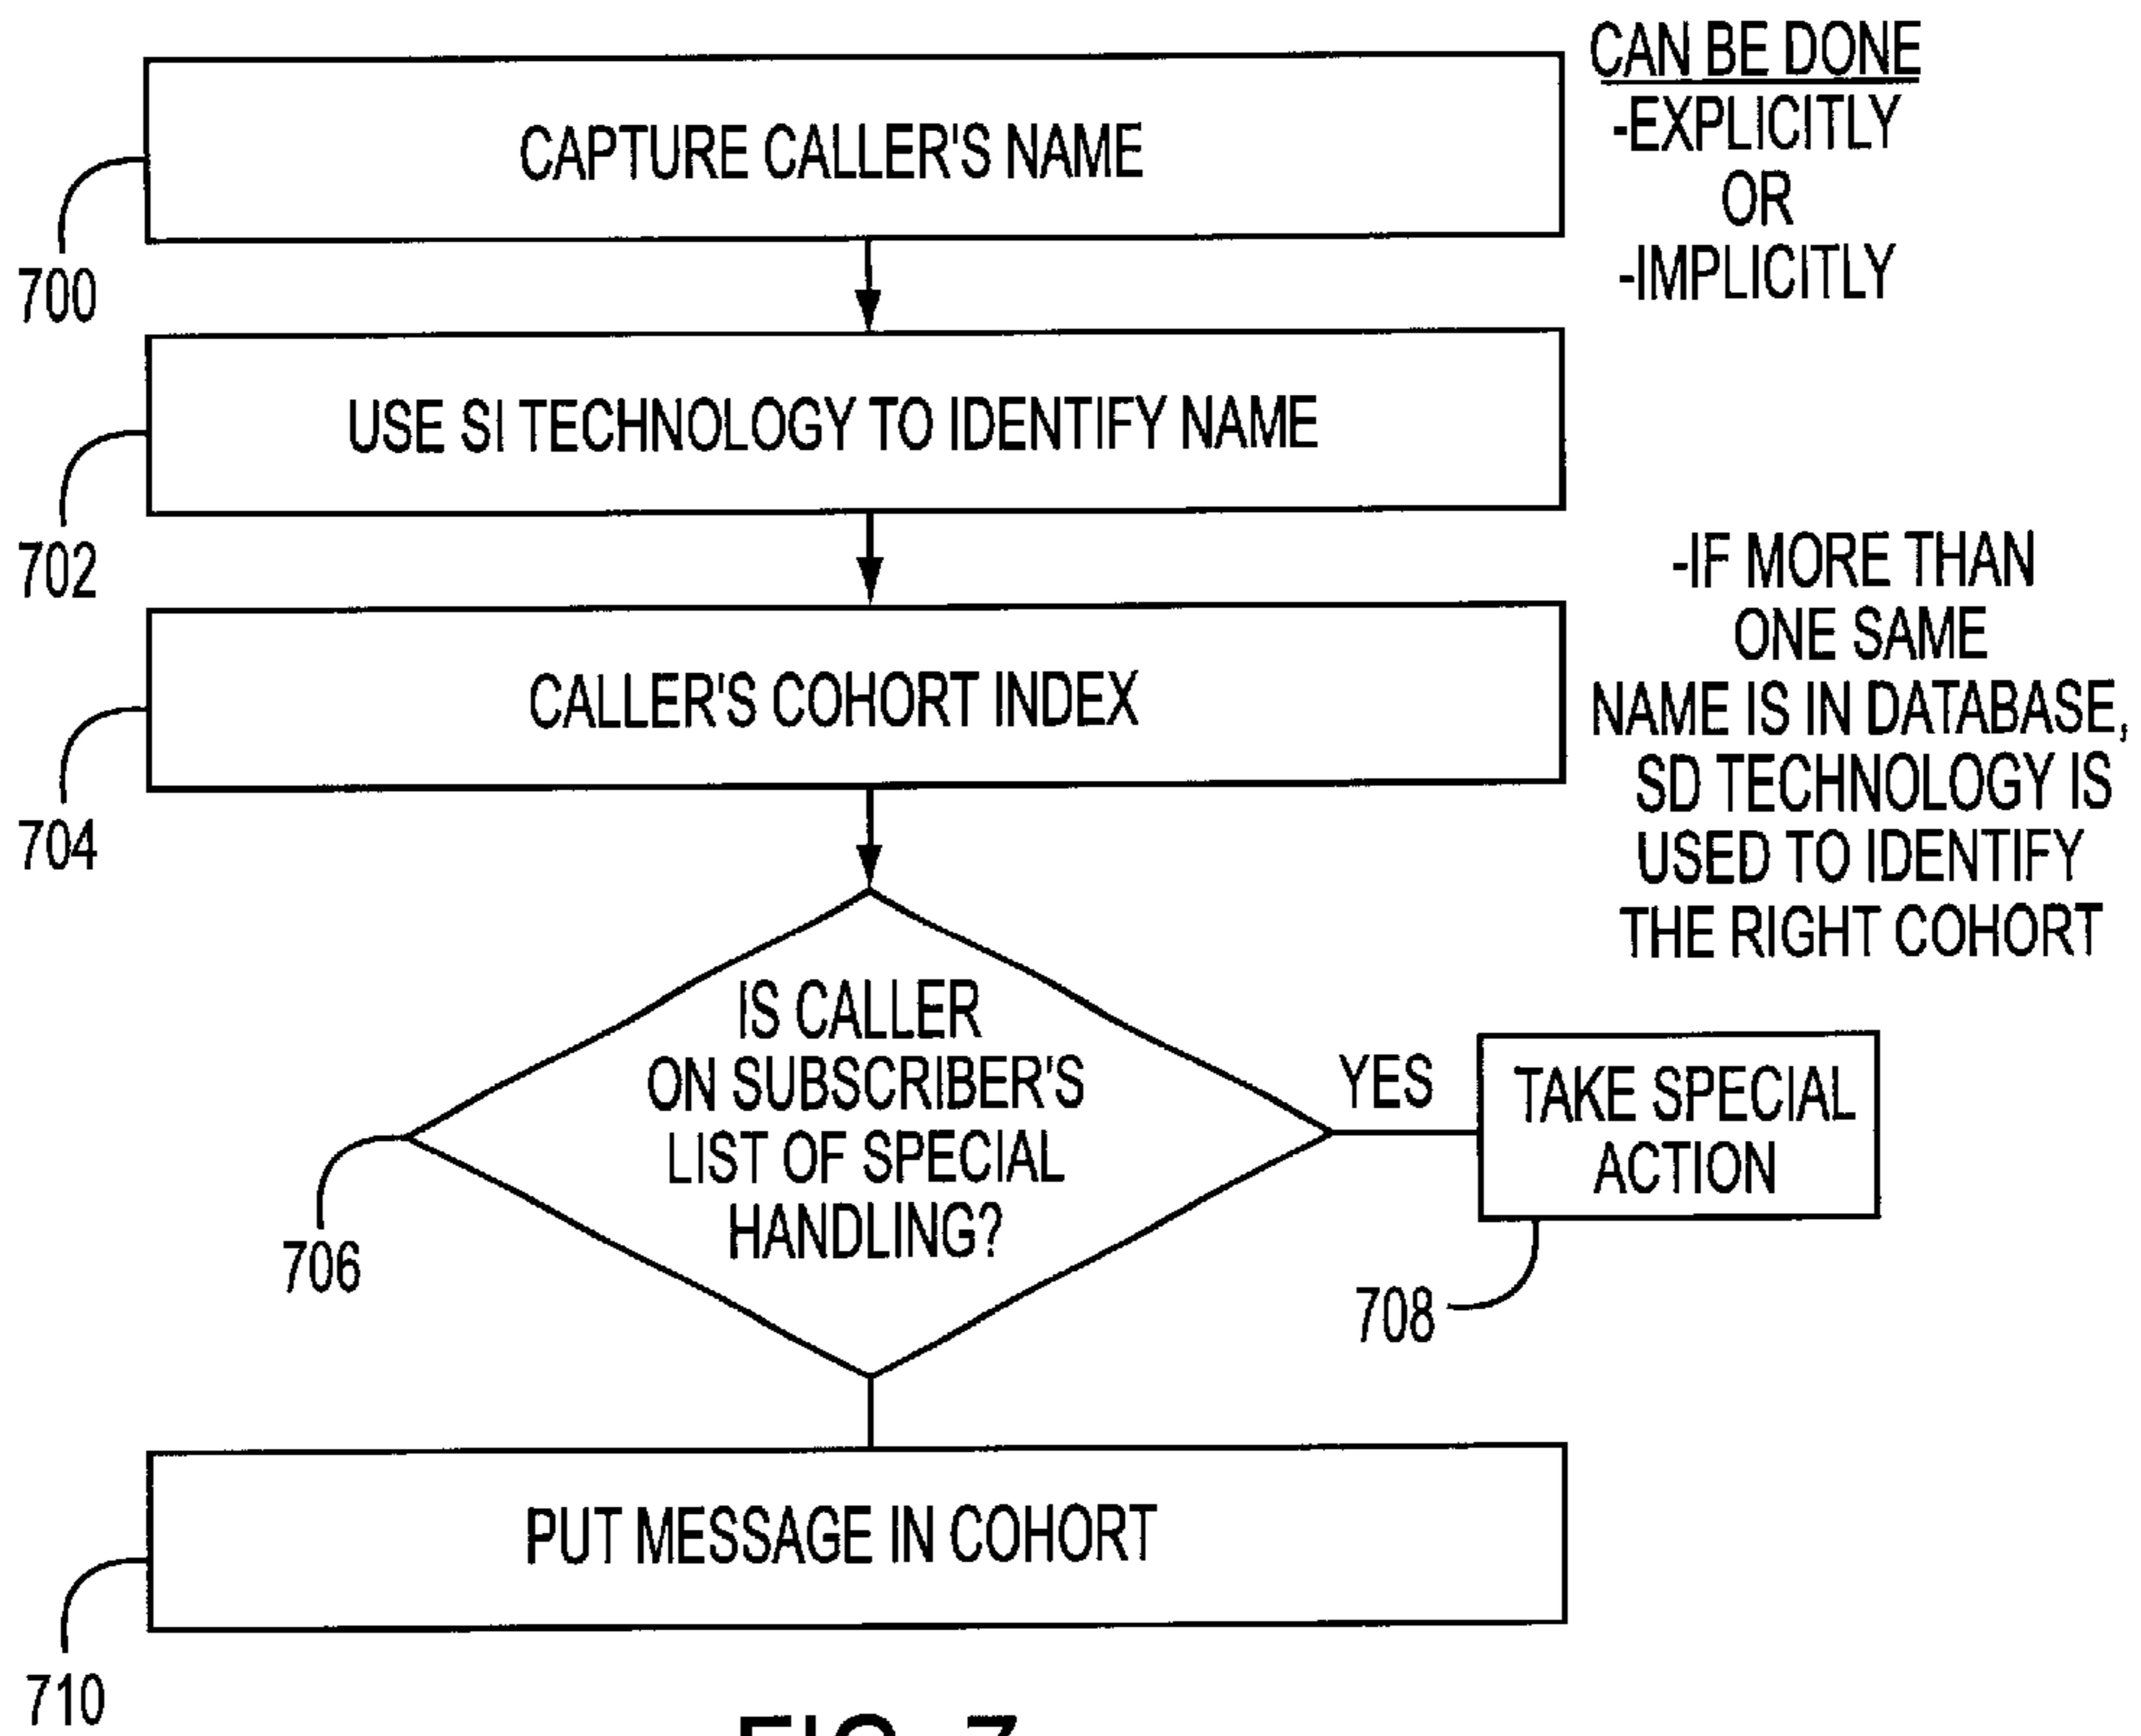 CAN BE DONE
-EXPLICITLY
OR
-IMPLICITLY
CAPTURE CALLER'S NAME
700
USE SI TECHNOLOGY TO IDENTIFY NAME
702
-IF MORE THAN
ONE SAME
NAME IS IN DATABASE,
SD TECHNOLOGY IS
USED TO IDENTIFY
THE RIGHT COHORT
CALLER'S COHORT INDEX
704
IS CALLER
ON SUBSCRIBER'S
LIST OF SPECIAL
HANDLING?
706
YES
TAKE SPECIAL
ACTION
708
PUT MESSAGE IN COHORT
710
FIG. 7